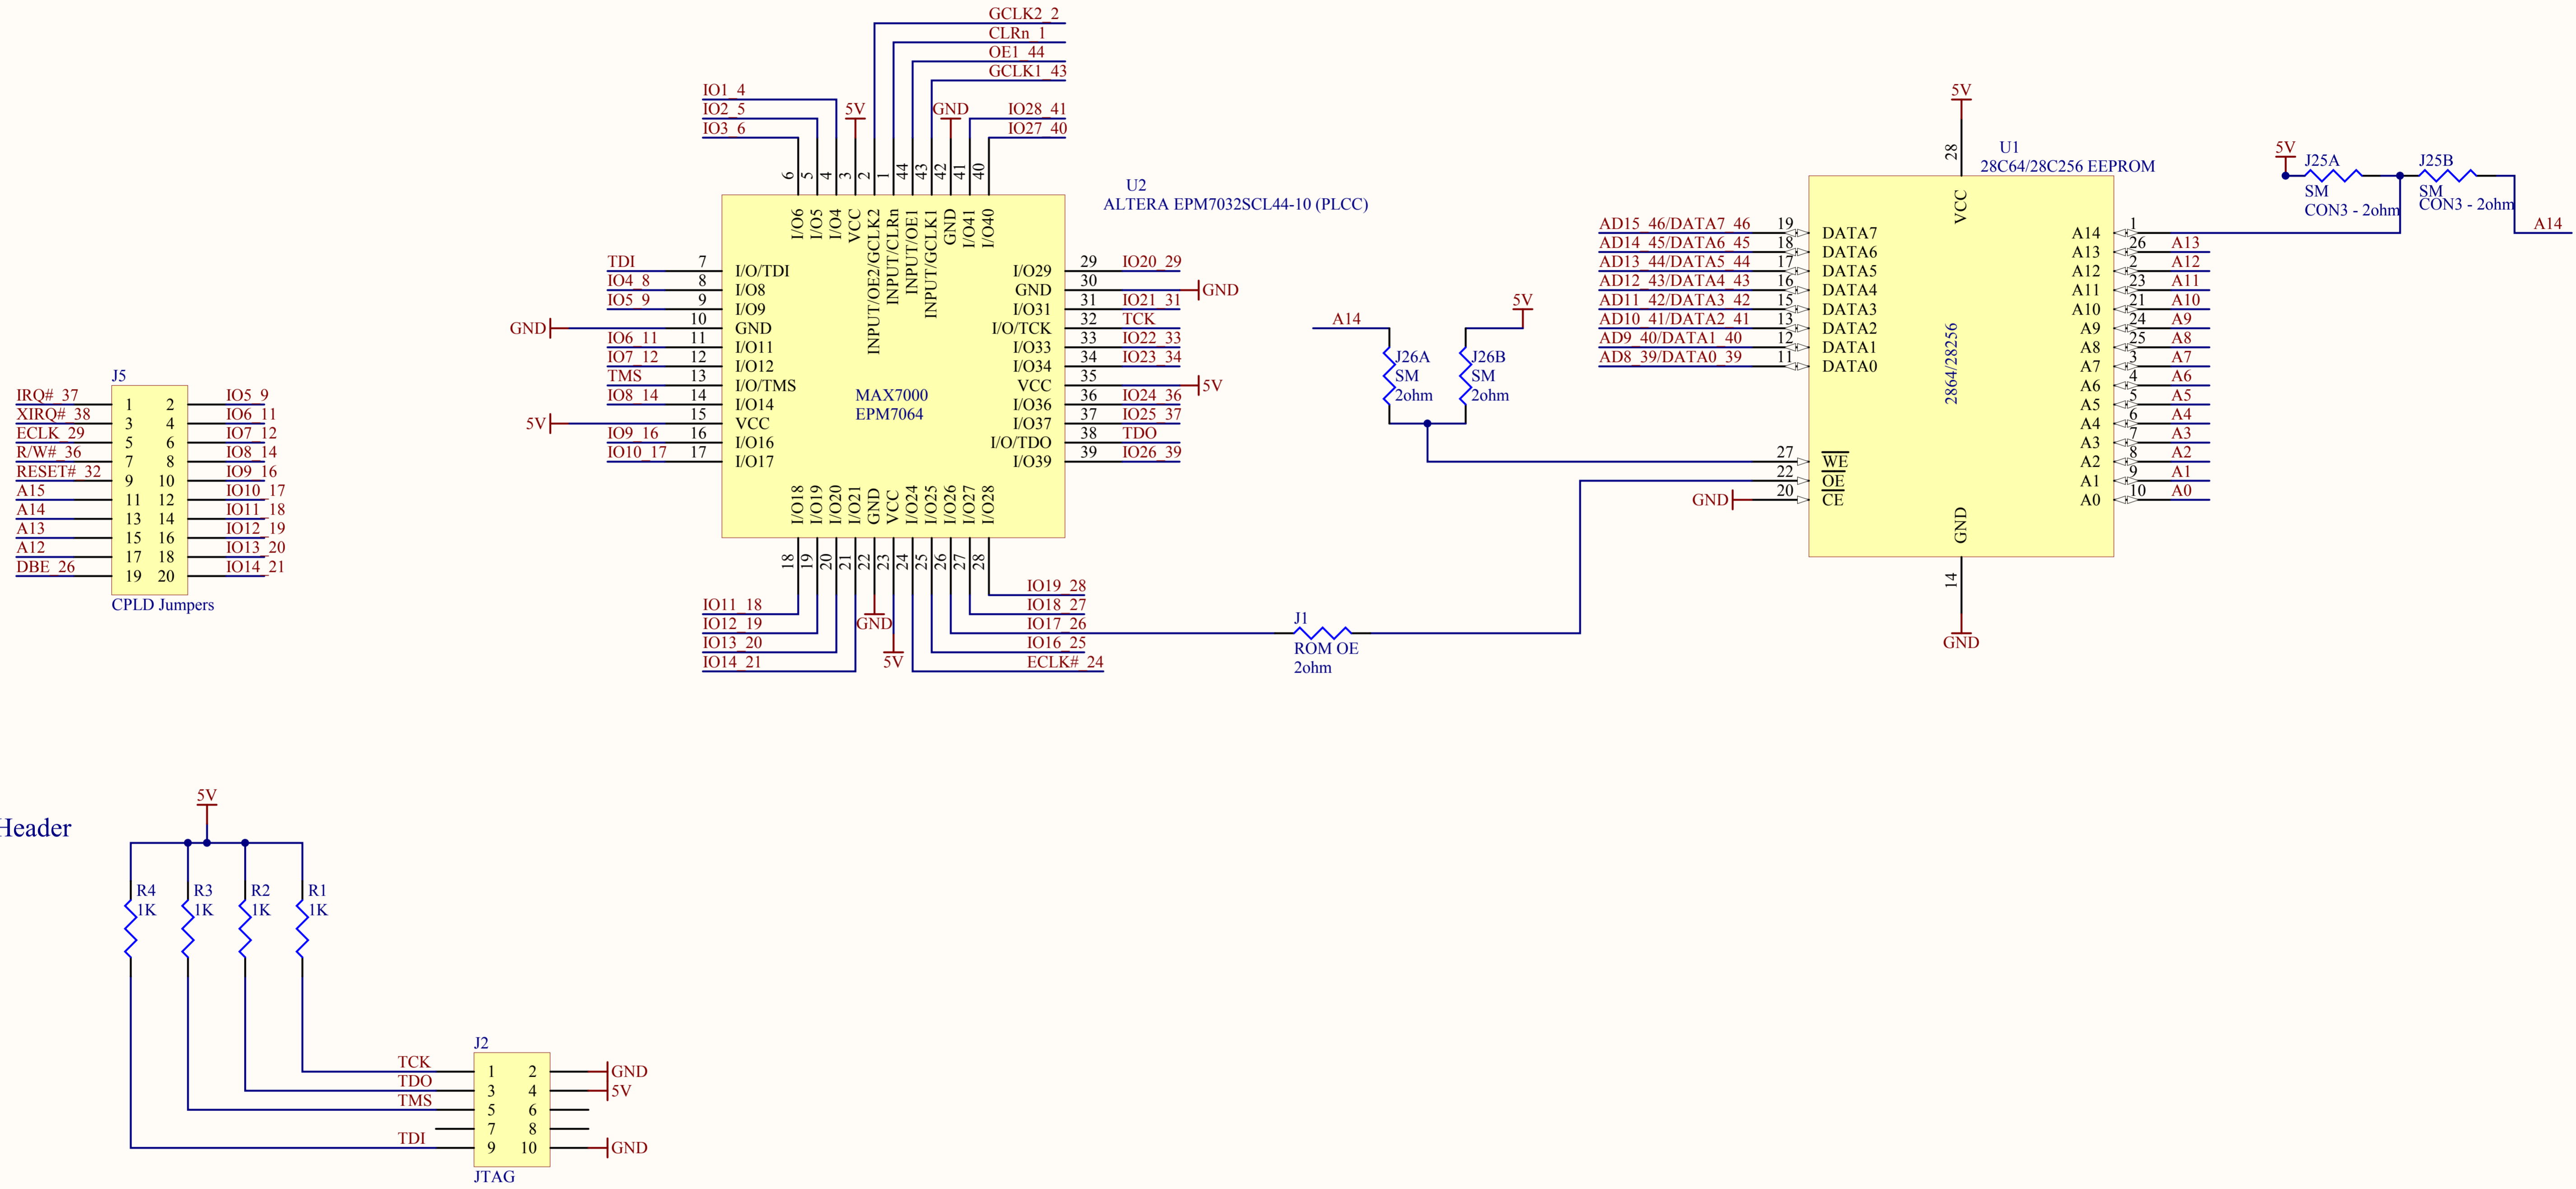 GCLK2_2
CLRn_1
OE1_44
GCLK1_43
IO1_4
IO2_5
IO3_6
5V
GND
IO28_41
IO27_40
6
5
4
3
2
1
44
43
42
41
40
U2
ALTERA EPM7032SCL44-10 (PLCC)
I/O6
I/O5
I/O4
VCC
INPUT/OE2/GCLK2
INPUT/CLRn
INPUT/OE1
INPUT/GCLK1
GND
I/O41
I/O40
TDI 7 I/O/TDI
IO4_8 8 I/O8
IO5_9 9 I/O9
GND 10 GND
IO6_11 11 I/O11
IO7_12 12 I/O12
TMS 13 I/O/TMS
IO8_14 14 I/O14
5V 15 VCC
IO9_16 16 I/O16
IO10_17 17 I/O17
I/O29 29 IO20_29
GND 30 GND
I/O31 31 IO21_31
I/O/TCK 32 TCK
I/O33 33 IO22_33
I/O34 34 IO23_34
VCC 35 5V
I/O36 36 IO24_36
I/O37 37 IO25_37
I/O/TDO 38 TDO
I/O39 39 IO26_39
MAX7000
EPM7064
I/O18
I/O19
I/O20
I/O21
GND
VCC
I/O24
I/O25
I/O26
I/O27
I/O28
18
19
20
21
22
23
24
25
26
27
28
IO11_18
IO12_19
IO13_20
IO14_21
GND
5V
IO19_28
IO18_27
IO17_26
IO16_25
ECLK#_24
J1
ROM OE
2ohm
A14
5V
J26A
SM
2ohm
J26B
SM
2ohm
5V
28
U1
28C64/28C256 EEPROM
VCC
AD15_46/DATA7_46 19 DATA7
AD14_45/DATA6_45 18 DATA6
AD13_44/DATA5_44 17 DATA5
AD12_43/DATA4_43 16 DATA4
AD11_42/DATA3_42 15 DATA3
AD10_41/DATA2_41 13 DATA2
AD9_40/DATA1_40 12 DATA1
AD8_39/DATA0_39 11 DATA0
2864/28256
27 WE
22 OE
GND 20 CE
A14 1
A13 26 A13
A12 2 A12
A11 23 A11
A10 21 A10
A9 24 A9
A8 25 A8
A7 3 A7
A6 4 A6
A5 5 A5
A4 6 A4
A3 7 A3
A2 8 A2
A1 9 A1
A0 10 A0
GND
14
GND
5V
J25A
SM
CON3 - 2ohm
J25B
SM
CON3 - 2ohm
A14
J5
IRQ#_37 1 2 IO5_9
XIRQ#_38 3 4 IO6_11
ECLK_29 5 6 IO7_12
R/W#_36 7 8 IO8_14
RESET#_32 9 10 IO9_16
A15 11 12 IO10_17
A14 13 14 IO11_18
A13 15 16 IO12_19
A12 17 18 IO13_20
DBE_26 19 20 IO14_21
CPLD Jumpers
Header
5V
R4
1K
R3
1K
R2
1K
R1
1K
J2
TCK 1 2 GND
TDO 3 4 5V
TMS 5 6
7 8
TDI 9 10 GND
JTAG